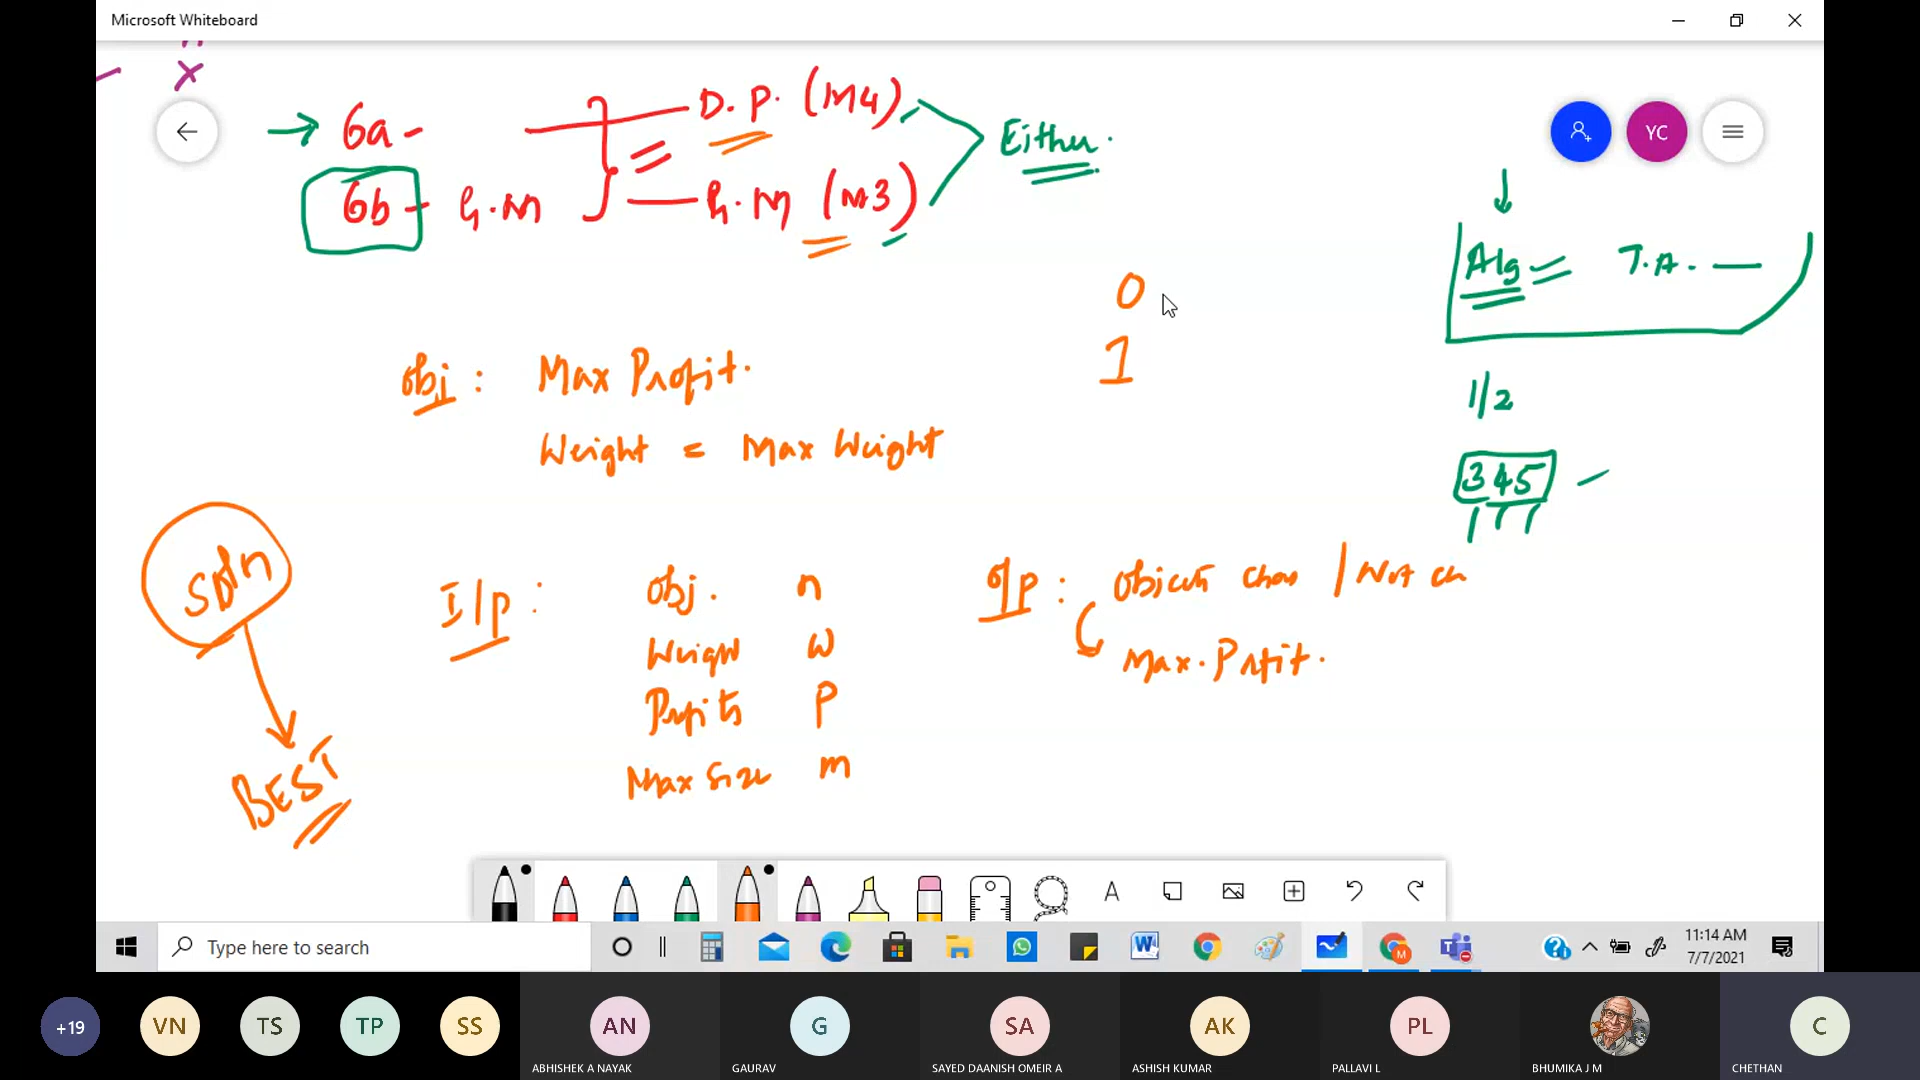 Microsoft Whiteboard
6a - D.P. (M4)
Either.
6b - G.M G.M (M3)
YC
Alg = T.A. —
0
1
obj : Max Profit.
Weight = Max Weight
1/2
345
Soln
BEST
I/p : obj. n
Weight w
Profits P
Max Size m
o/p : Objects chos / Not ch
Max. Profit.
A
Type here to search
11:14 AM
7/7/2021
+19
VN
TS
TP
SS
AN
G
SA
AK
PL
C
ABHISHEK A NAYAK
GAURAV
SAYED DAANISH OMEIR A
ASHISH KUMAR
PALLAVI L
BHUMIKA J M
CHETHAN